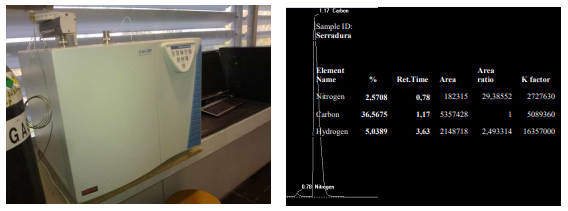 GA
1.17 Carbon
Sample ID:
Serradura
Element Name % Ret.Time Area Area ratio K factor
Nitrogen 2,5708 0,78 182315 29,38552 2727630
Carbon 36,5675 1,17 5357428 1 5089360
Hydrogen 5,0389 3,63 2148718 2,493314 16357000
0.78 Nitrogen